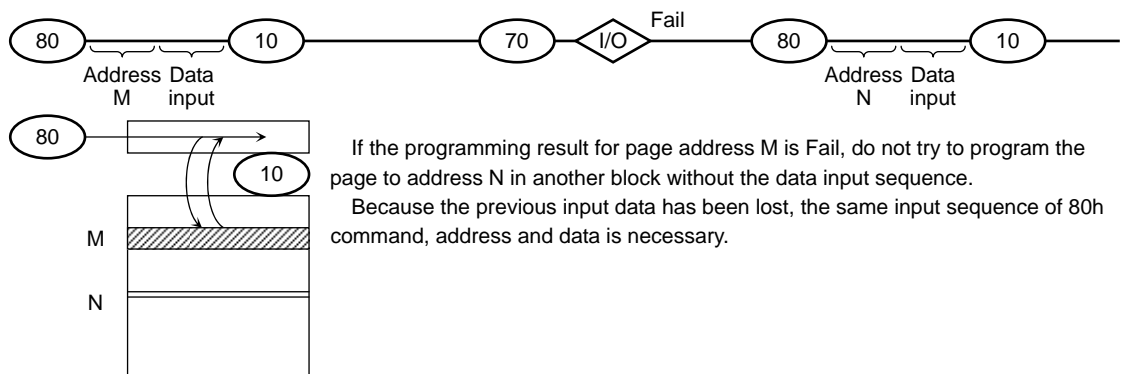 80 10 70 I/O Fail 80 10
Address Data Address Data
M input N input
80
10
M
N
If the programming result for page address M is Fail, do not try to program the
page to address N in another block without the data input sequence.
Because the previous input data has been lost, the same input sequence of 80h
command, address and data is necessary.